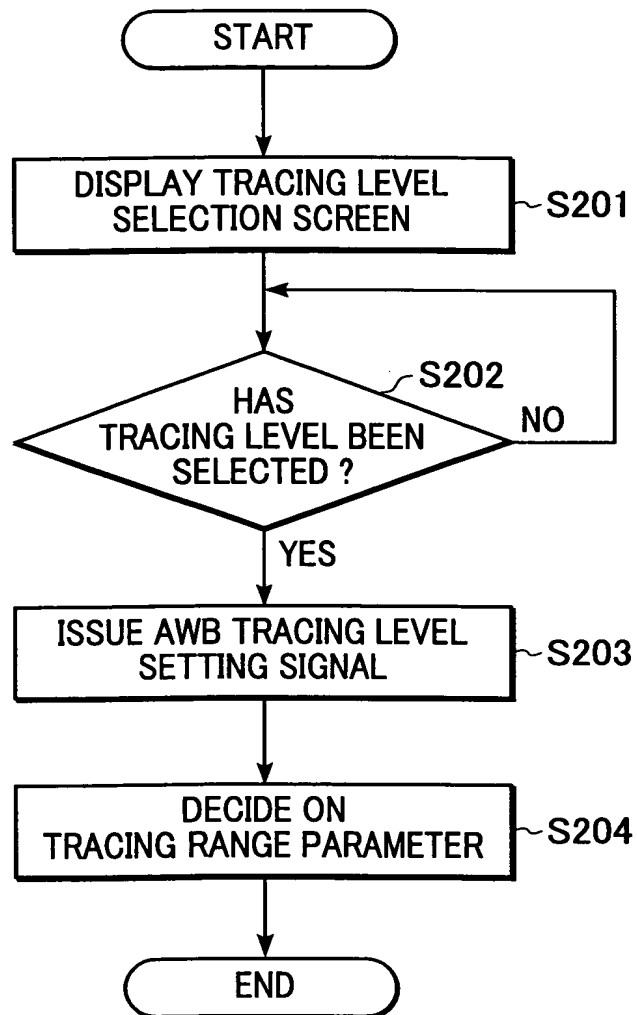 START
DISPLAY TRACING LEVEL
SELECTION SCREEN
S201
S202
HAS
TRACING LEVEL BEEN
SELECTED ?
NO
YES
ISSUE AWB TRACING LEVEL
SETTING SIGNAL
S203
DECIDE ON
TRACING RANGE PARAMETER
S204
END